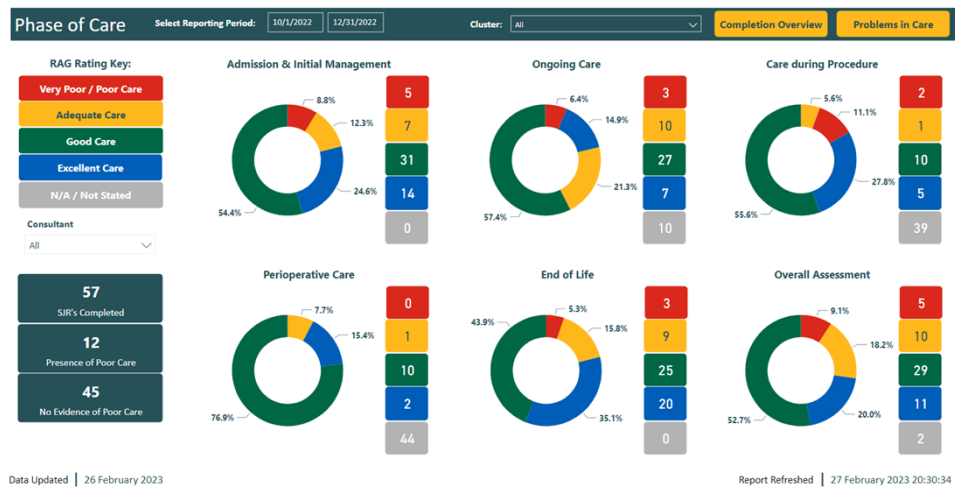 Phase of Care
Select Reporting Period: 10/1/2022 12/31/2022
Cluster: All
Completion Overview
Problems in Care
RAG Rating Key:
Very Poor / Poor Care
Adequate Care
Good Care
Excellent Care
N/A / Not Stated
Consultant
All
57
SJR's Completed
12
Presence of Poor Care
45
No Evidence of Poor Care
Admission & Initial Management
8.8%
12.3%
24.6%
54.4%
5
7
31
14
0
Ongoing Care
6.4%
14.9%
21.3%
57.4%
3
10
27
7
10
Care during Procedure
5.6%
11.1%
27.8%
55.6%
2
1
10
5
39
Perioperative Care
7.7%
15.4%
76.9%
0
1
10
2
44
End of Life
5.3%
15.8%
35.1%
43.9%
3
9
25
20
0
Overall Assessment
9.1%
18.2%
20.0%
52.7%
5
10
29
11
2
Data Updated 26 February 2023
Report Refreshed 27 February 2023 20:30:34